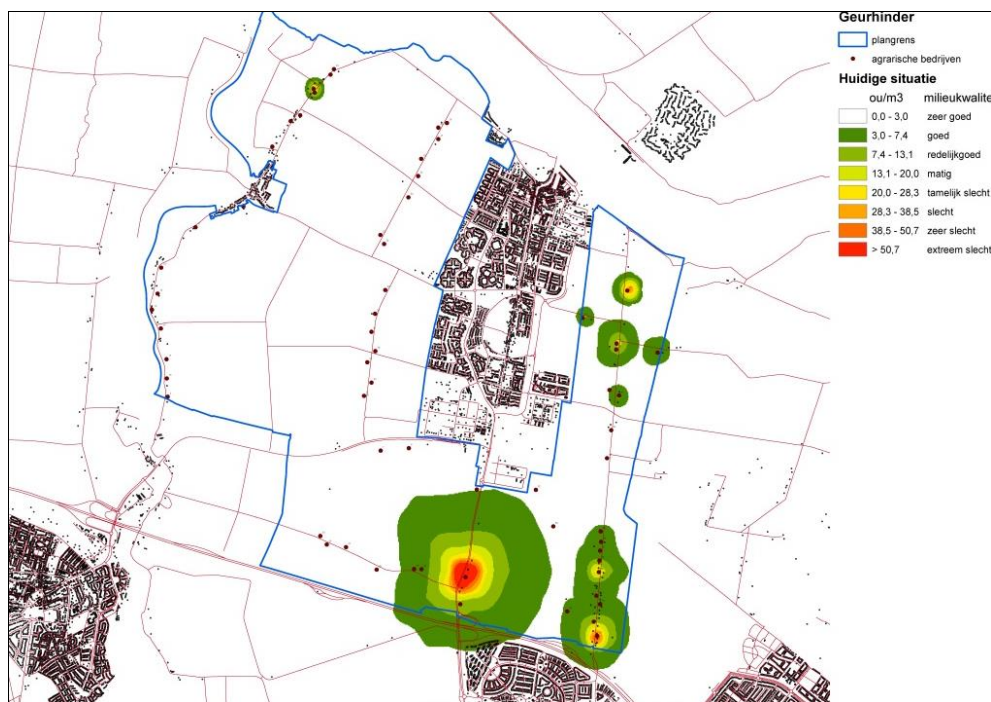 Geurhinder
plangrens
agrarische bedrijven
Huidige situatie
ou/m3 milieukwalite
0,0 - 3,0 zeer goed
3,0 - 7,4 goed
7,4 - 13,1 redelijkgoed
13,1 - 20,0 matig
20,0 - 28,3 tamelijk slecht
28,3 - 38,5 slecht
38,5 - 50,7 zeer slecht
> 50,7 extreem slecht